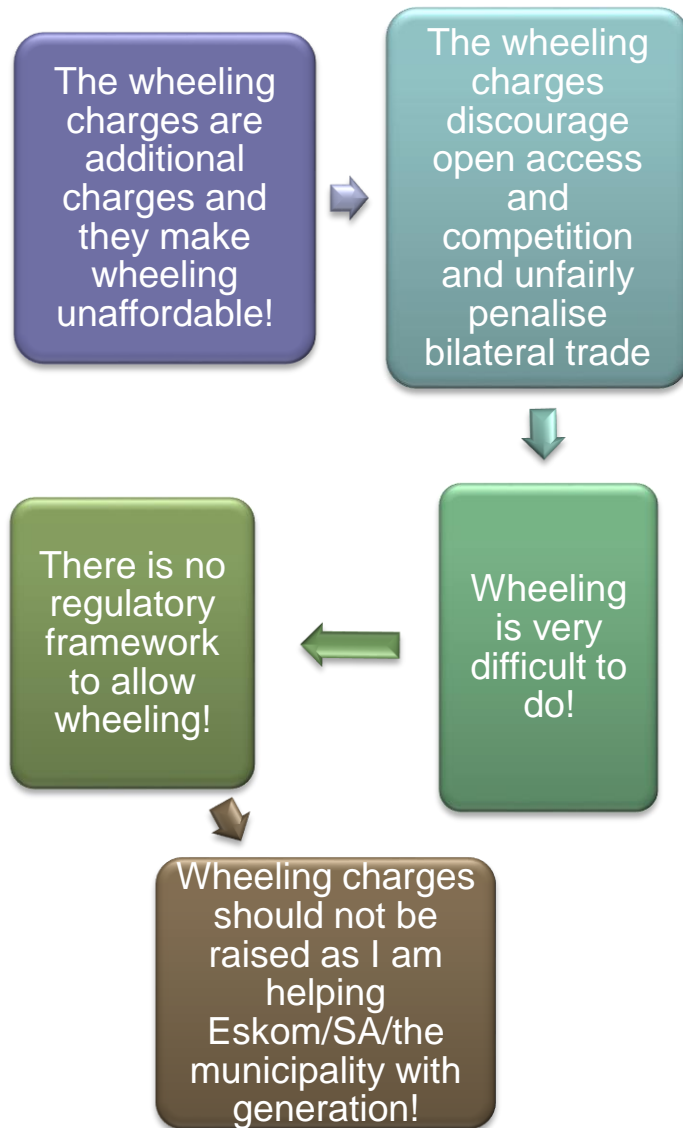 The wheeling
charges are
additional
charges and
they make
wheeling
unaffordable!
The wheeling
charges
discourage
open access
and
competition
and unfairly
penalise
bilateral trade
Wheeling
is very
difficult to
do!
There is no
regulatory
framework
to allow
wheeling!
Wheeling charges
should not be
raised as I am
helping
Eskom/SA/the
municipality with
generation!